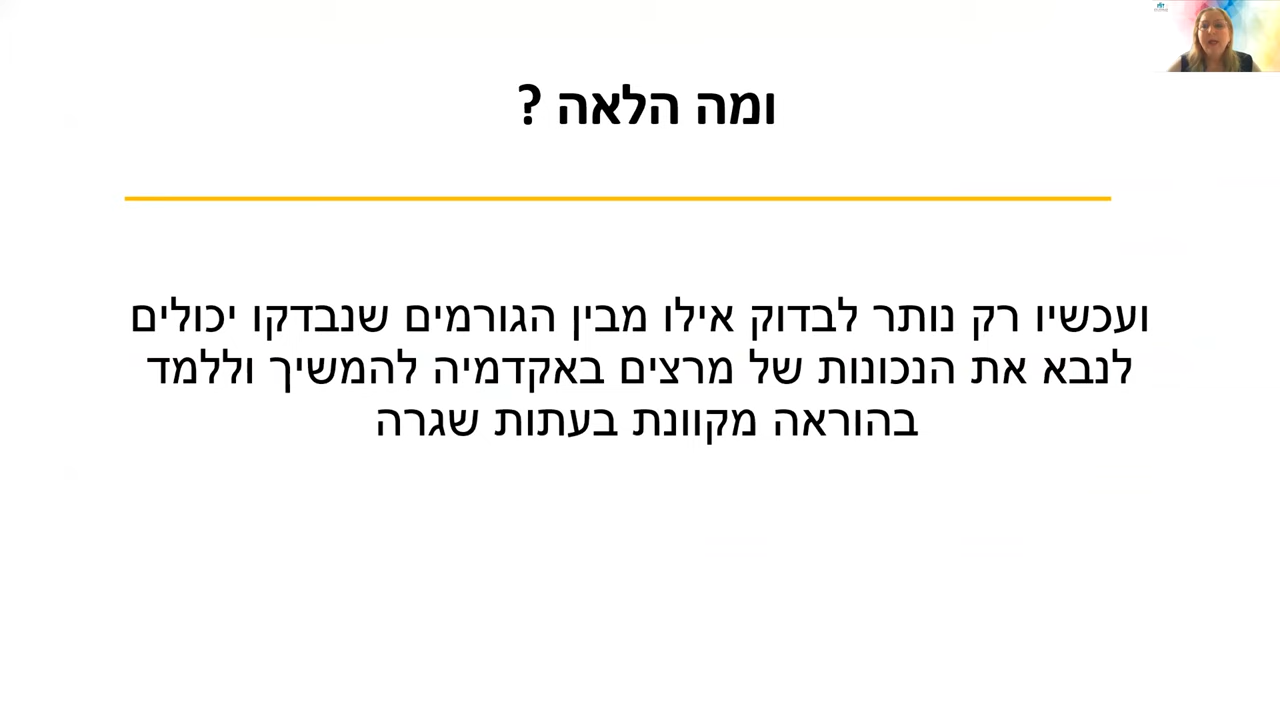 ומה הלאה ?
ועכשיו רק נותר לבדוק אילו מבין הגורמים שנבדקו יכולים
לנבא את הנכונות של מרצים באקדמיה להמשיך וללמד
בהוראה מקוונת בעתות שגרה